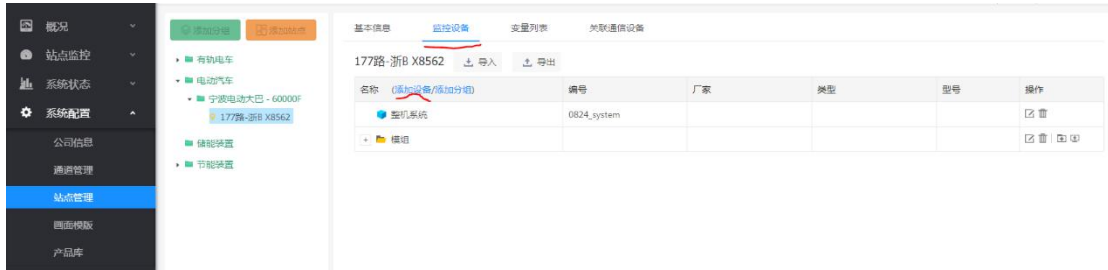 概况
站点监控
系统状态
系统配置
公司信息
通道管理
站点管理
画面模版
产品库
添加分组 添加站点
有轨电车
电动汽车
宁波电动大巴 - 60000F
177路-浙B X8562
储能装置
节能装置
基本信息 监控设备 变量列表 关联通信设备
177路-浙B X8562 导入 导出
名称 (添加设备/添加分组) 编号 厂家 类型 型号 操作
整机系统 0824_system
模组